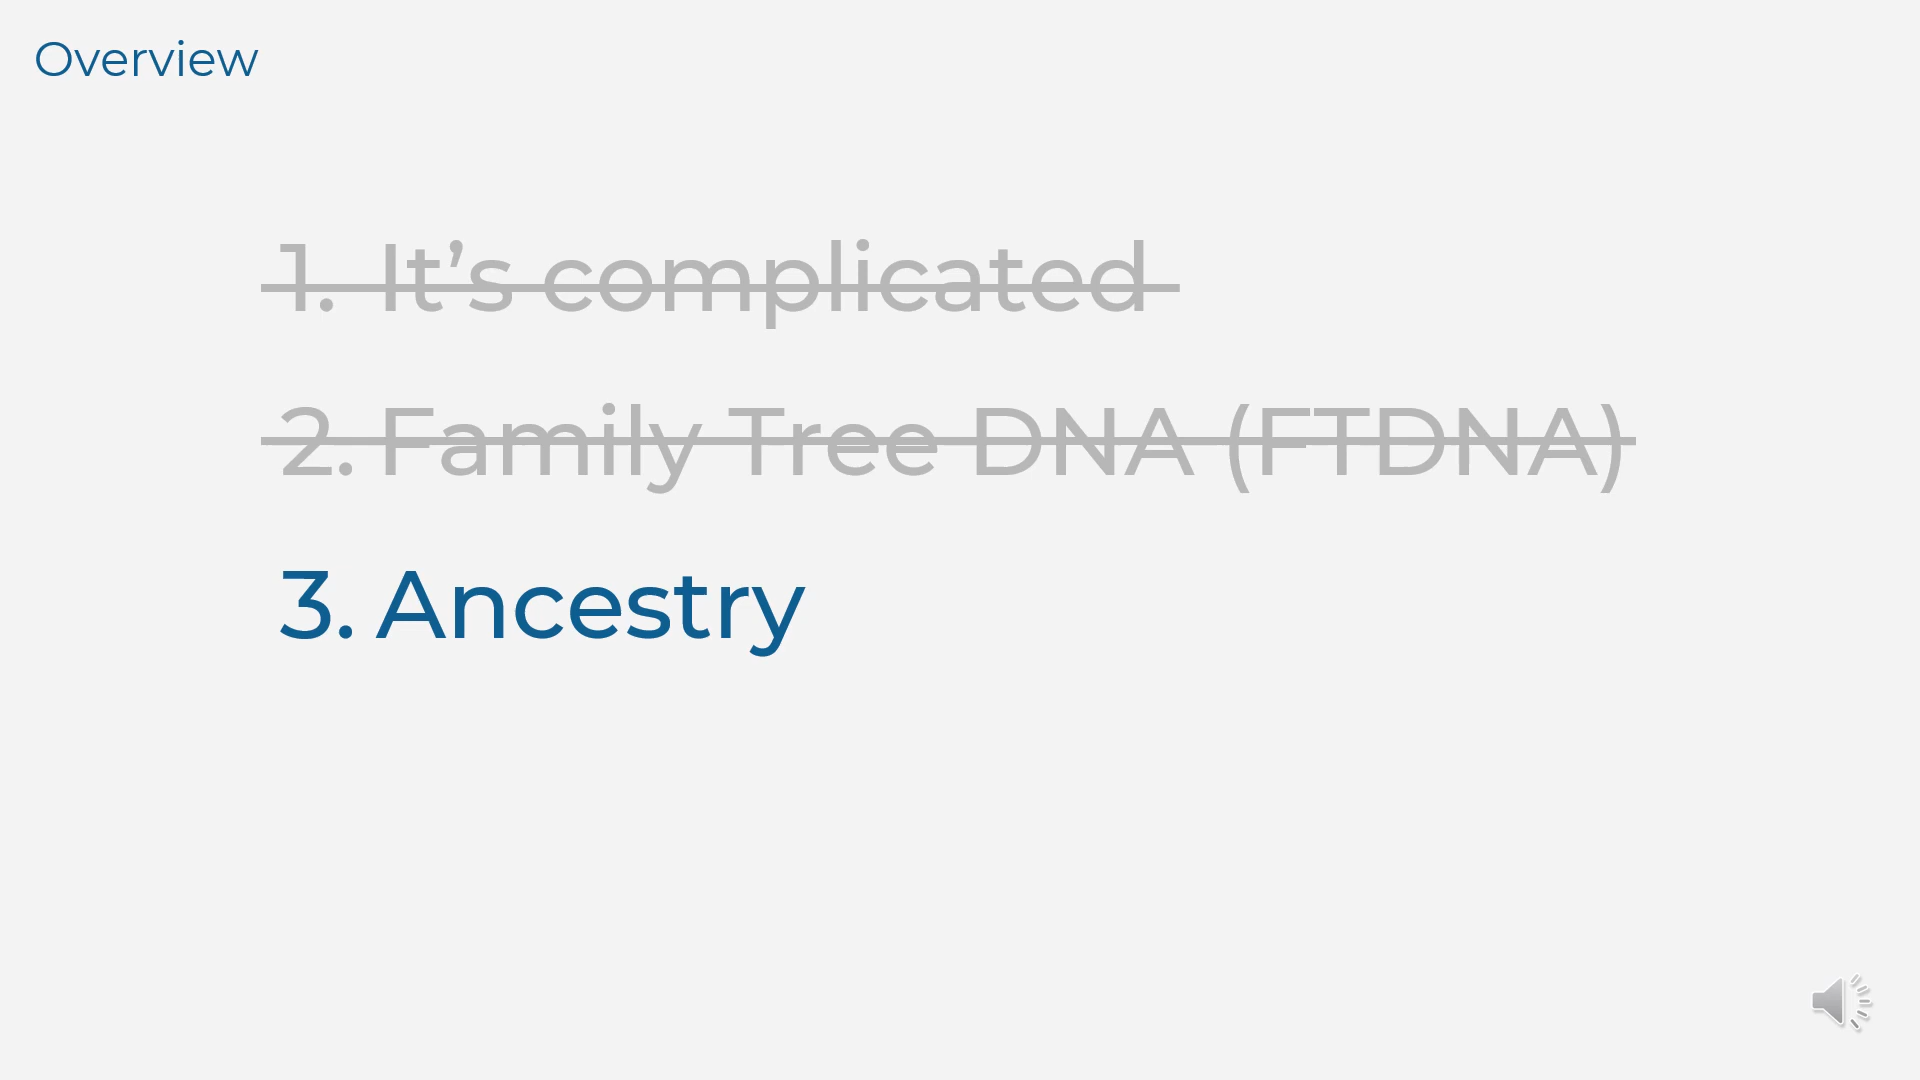 Overview
1. It’s complicated
2. Family Tree DNA (FTDNA)
3. Ancestry